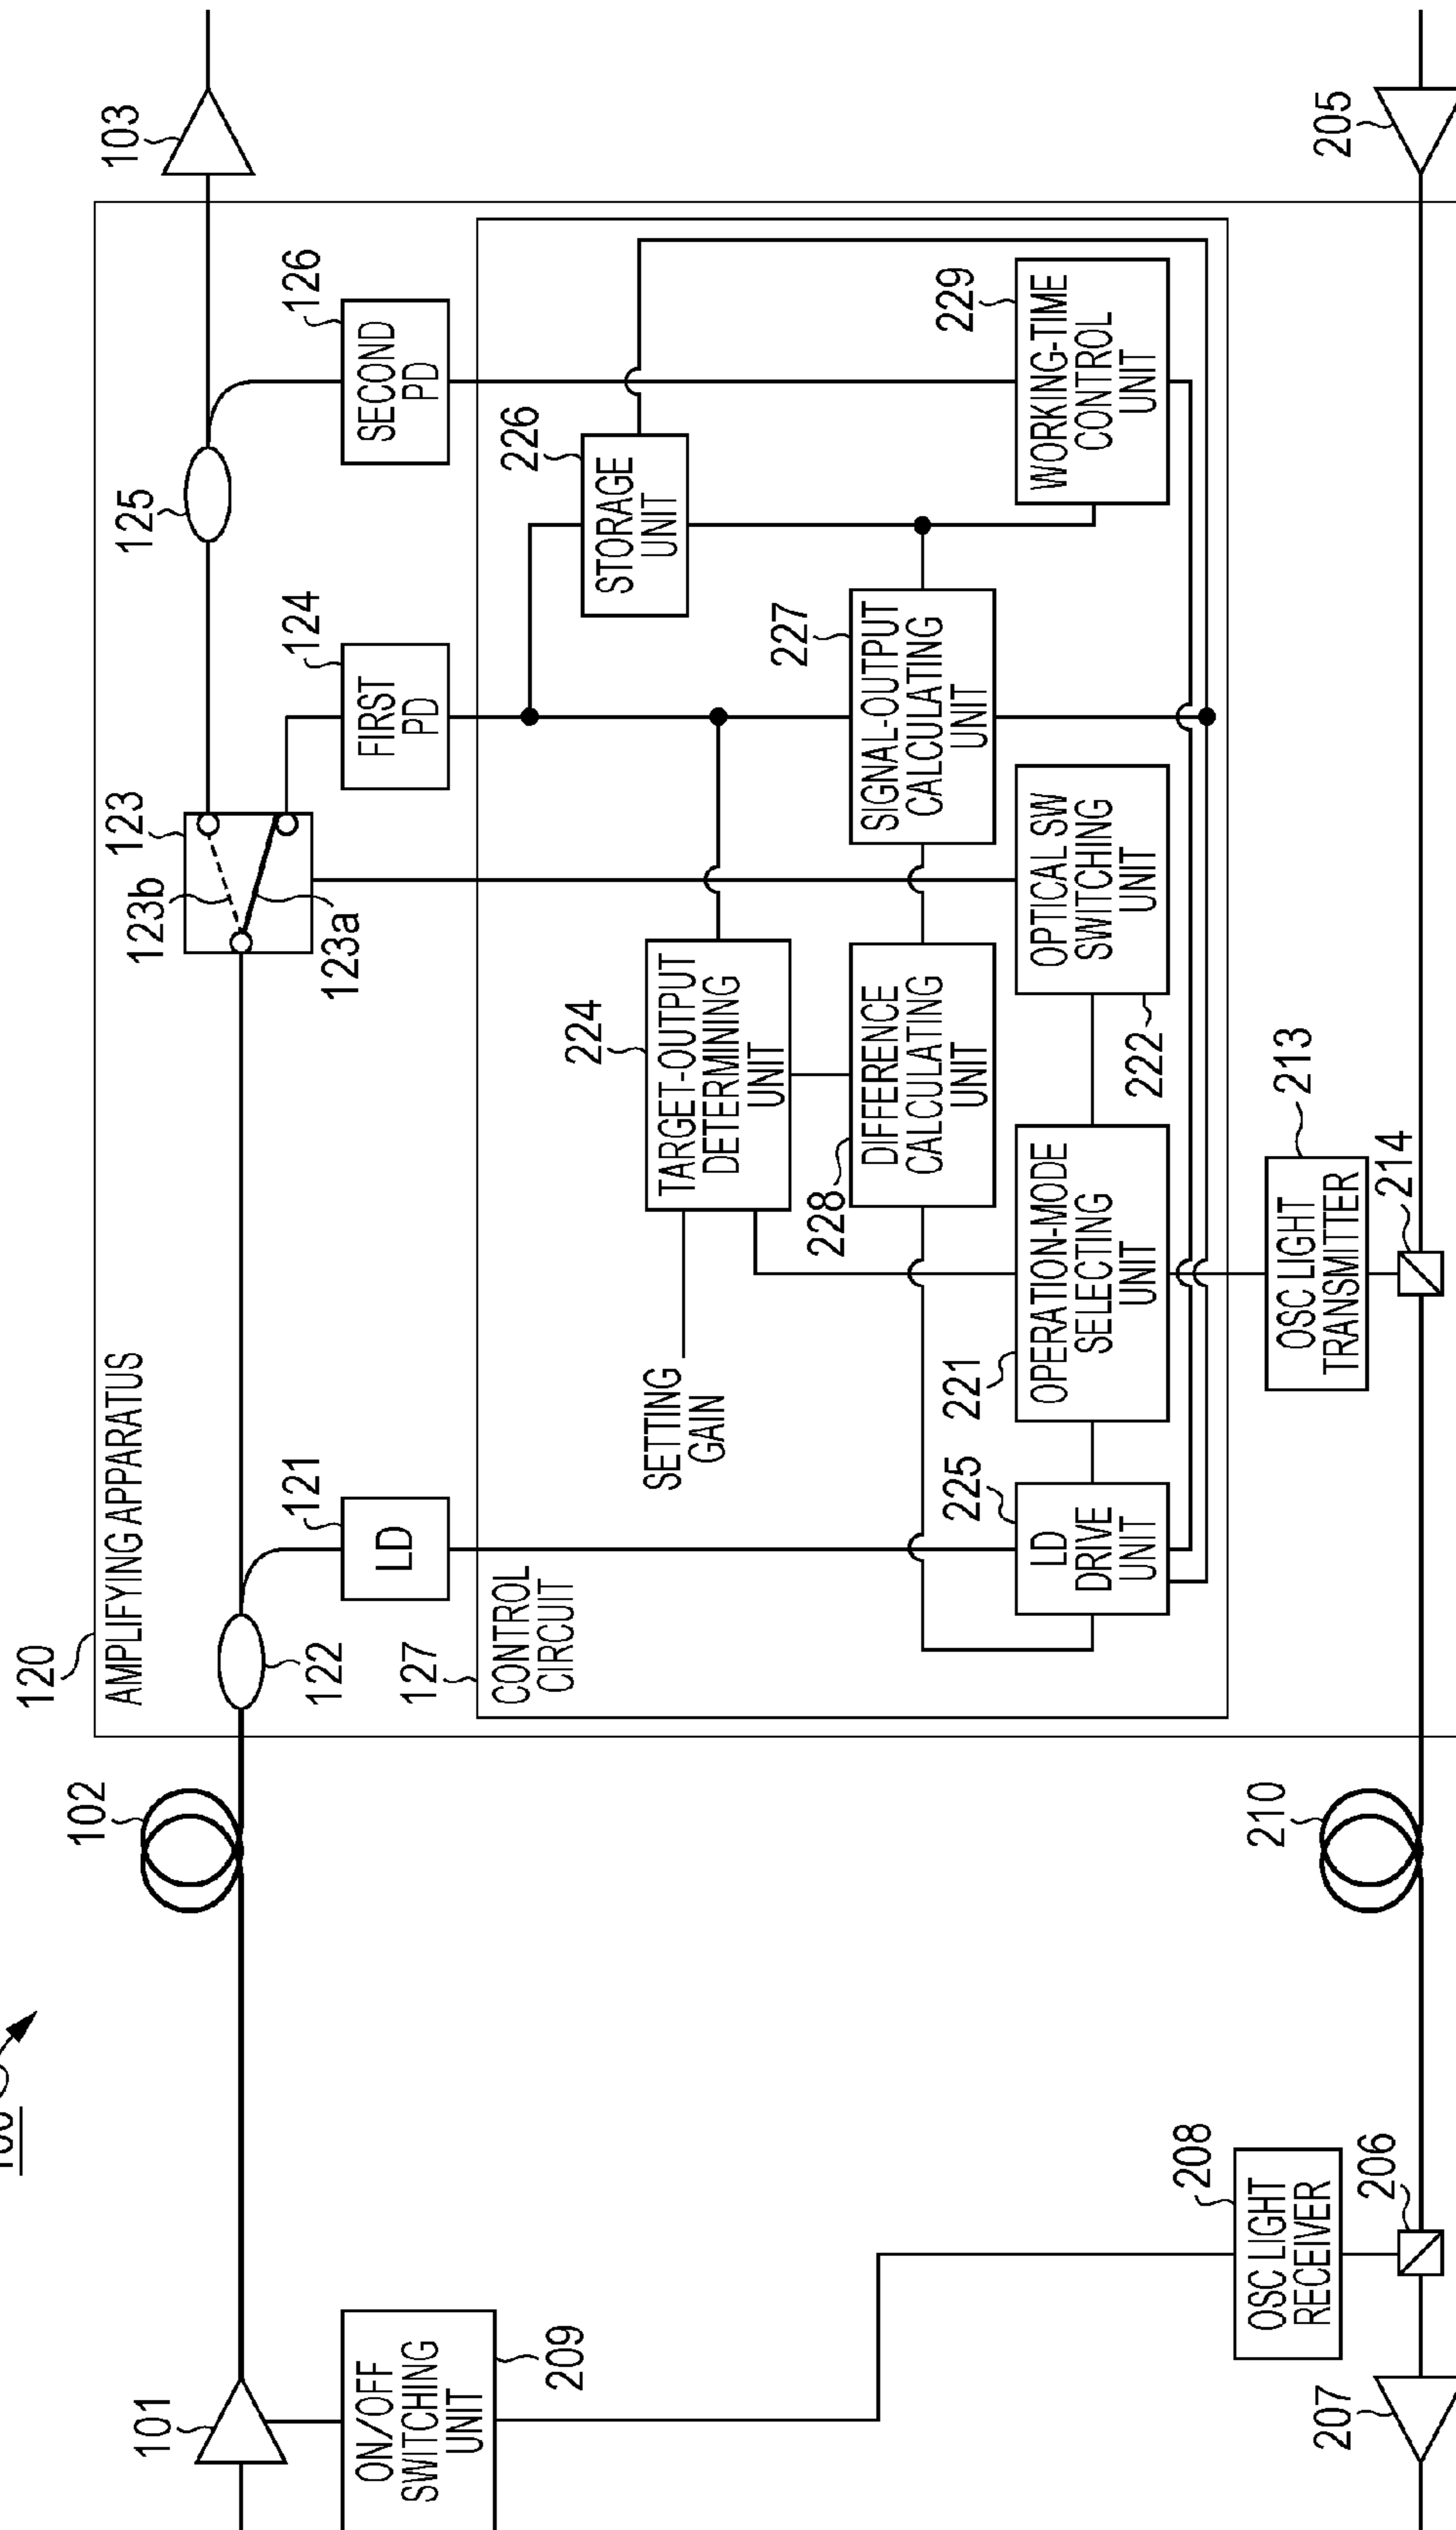 120
AMPLIFYING APPARATUS
101
102
122
121
LD
123
123b
123a
125
103
124
FIRST
PD
126
SECOND
PD
ON/OFF
SWITCHING
UNIT
209
127
CONTROL
CIRCUIT
SETTING
GAIN
224
TARGET-OUTPUT
DETERMINING
UNIT
226
STORAGE
UNIT
228
DIFFERENCE
CALCULATING
UNIT
227
SIGNAL-OUTPUT
CALCULATING
UNIT
225
LD
DRIVE
UNIT
221
OPERATION-MODE
SELECTING
UNIT
222
OPTICAL SW
SWITCHING
UNIT
229
WORKING-TIME
CONTROL
UNIT
208
OSC LIGHT
RECEIVER
213
OSC LIGHT
TRANSMITTER
207
206
210
214
205